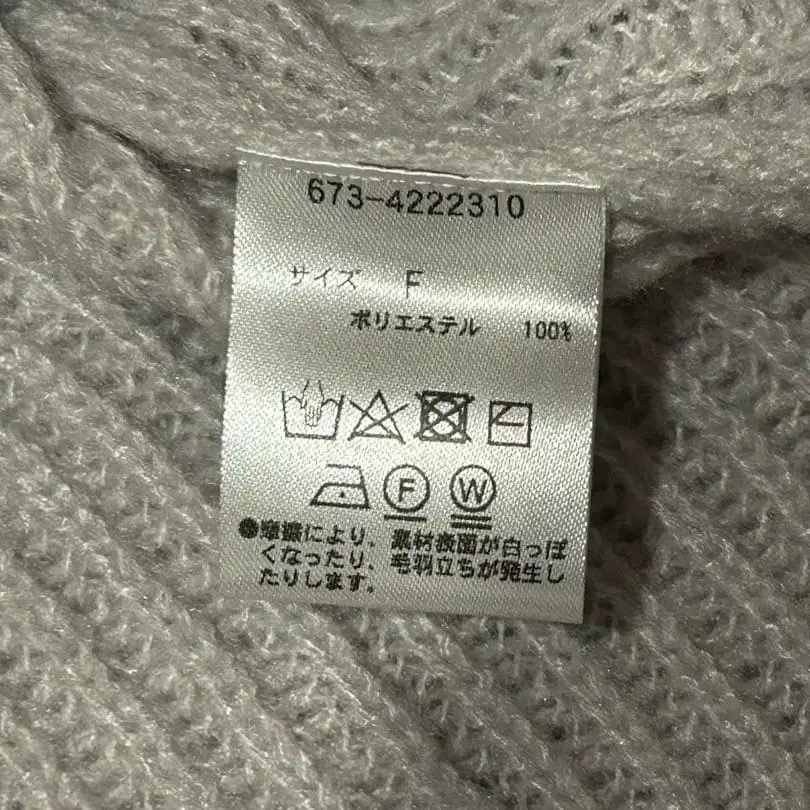 673-4222310
サイズ F
ポリエステル 100%
F W
●摩擦により、素材表面が白っぽ
くなったり、毛羽立ちが発生し
たりします。